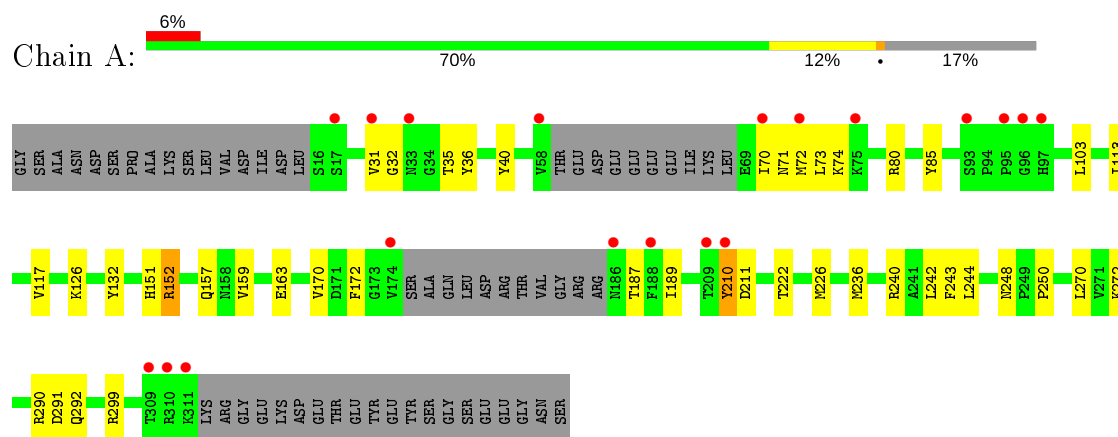 6%
Chain A:
70% 12% • 17%
GLY SER ALA ASN ASP SER PRO ALA LYS SER LEU VAL ASP ILE ASP LEU S16 S17 V31 G32 N33 G34 T35 Y36 Y40 V58 THR GLU ASP GLU GLU GLU GLU ILE LYS LEU E69 I70 N71 M72 L73 K74 K75 R80 Y85 S93 P94 P95 G96 H97 L103
V117 K126 Y132 H151 R152 Q157 N158 V159 E163 V170 D171 F172 G173 V174 SER ALA GLN LEU ASP ARG THR VAL GLY ARG ARG N186 T187 F188 I189 T209 Y210 D211 T222 M226 M236 R240 A241 L242 F243 L244 N248 P249 P250 L270 V271 K272
R290 D291 Q292 R299 T309 R310 K311 LYS ARG GLY GLU LYS ASP GLU THR GLU TYR GLU TYR SER GLY SER GLU GLU GLY ASN SER